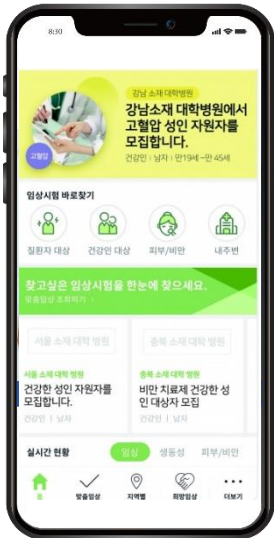 8:30
강남 소재 대학병원
강남소재 대학병원에서
고혈압 성인 자원자를
모집합니다.
고혈압
건강인 | 남자 | 만19세~만 45세
임상시험 바로찾기
질환자 대상
건강인 대상
피부/비만
내주변
찾고싶은 임상시험을 한눈에 찾으세요.
맞춤임상 조회하기 >
서울 소재 대학 병원
충북 소재 대학 병원
서울 소재 대학 병원
충북 소재 대학 병원
건강한 성인 자원자를
모집합니다.
비만 치료제 건강한 성
인 대상자 모집
건강인 | 남자
건강인 | 남자
실시간 현황
임상
생동성
피부/비만
홈
맞춤임상
지역별
희망임상
더보기